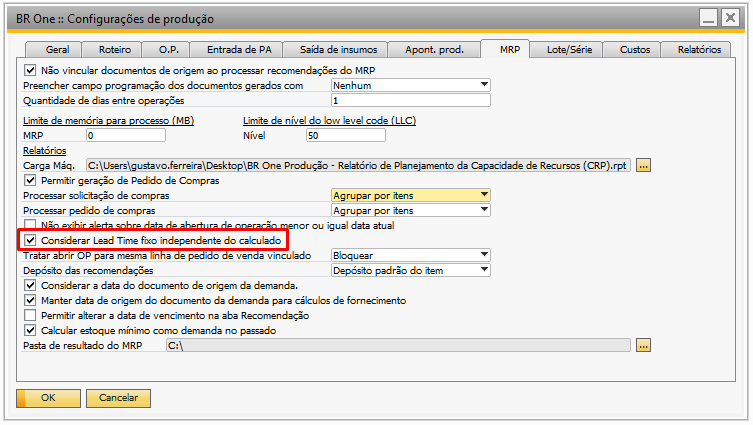 BR One :: Configurações de produção
Geral Roteiro O.P. Entrada de PA Saída de insumos Apont. prod. MRP Lote/Série Custos Relatórios
Não vincular documentos de origem ao processar recomendações do MRP
Preencher campo programação dos documentos gerados com Nenhum
Quantidade de dias entre operações 1
Limite de memória para processo (MB) Limite de nível do low level code (LLC)
MRP 0 Nível 50
Relatórios
Carga Máq. C:\Users\gustavo.ferreira\Desktop\BR One Produção - Relatório de Planejamento da Capacidade de Recursos (CRP).rpt ...
Permitir geração de Pedido de Compras
Processar solicitação de compras Agrupar por itens
Processar pedido de compras Agrupar por itens
Não exibir alerta sobre data de abertura de operação menor ou igual data atual
Considerar Lead Time fixo independente do calculado
Tratar abrir OP para mesma linha de pedido de venda vinculado Bloquear
Depósito das recomendações Depósito padrão do item
Considerar a data do documento de origem da demanda.
Manter data de origem do documento da demanda para cálculos de fornecimento
Permitir alterar a data de vencimento na aba Recomendação
Calcular estoque mínimo como demanda no passado
Pasta de resultado do MRP C:\ ...
OK Cancelar